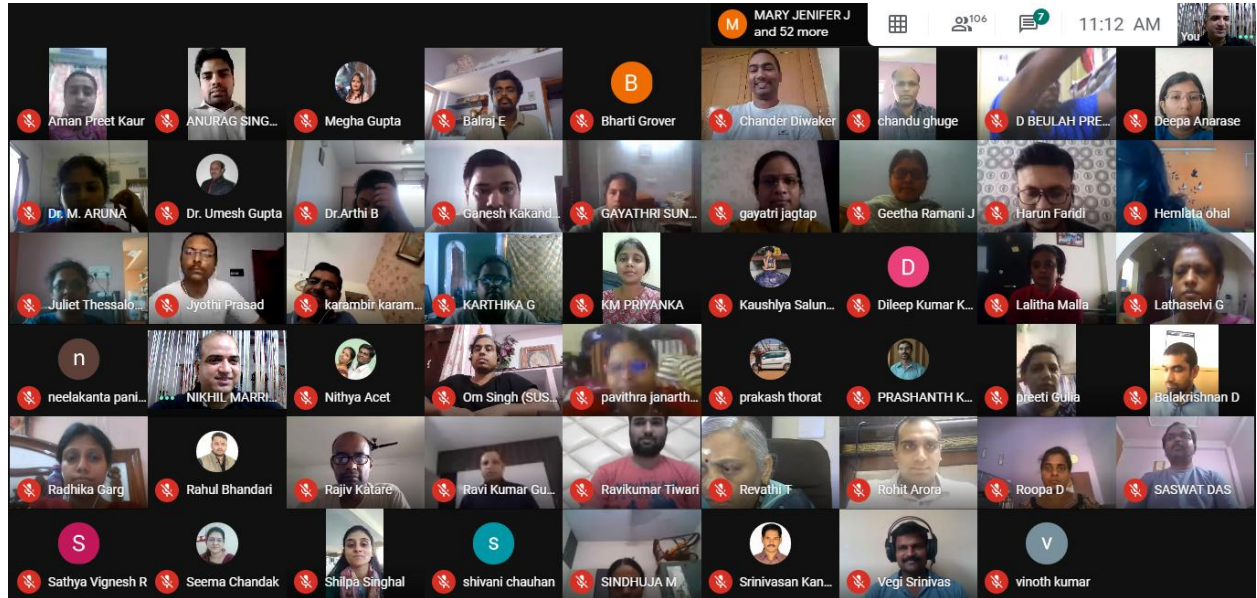 M
MARY JENIFER J
and 52 more
106
7
11:12 AM
You
Aman Preet Kaur
ANURAG SING...
Megha Gupta
Balraj E
B
Bharti Grover
Chander Diwaker
chandu ghuge
D BEULAH PRE...
Deepa Anarase
Dr. M. ARUNA
Dr. Umesh Gupta
Dr.Arthi B
Ganesh Kakand...
GAYATHRI SUN...
gayatri jagtap
Geetha Ramani J
Harun Faridi
Hemlata ohal
Juliet Thessalo...
Jyothi Prasad
karambir karam...
KARTHIKA G
KM PRIYANKA
Kaushlya Salun...
D
Dileep Kumar K...
Lalitha Malla
Lathaselvi G
n
neelakanta pani...
NIKHIL MARRI...
Nithya Acet
Om Singh (SUS...
pavithra janarth...
prakash thorat
PRASHANTH K...
preeti Gulia
Balakrishnan D
Radhika Garg
Rahul Bhandari
Rajiv Katare
Ravi Kumar Gu...
Ravikumar Tiwari
Revathi T
Rohit Arora
Roopa D
SASWAT DAS
S
Sathya Vignesh R
Seema Chandak
Shilpa Singhal
s
shivani chauhan
SINDHUJA M
Srinivasan Kan...
Vegi Srinivas
v
vinoth kumar